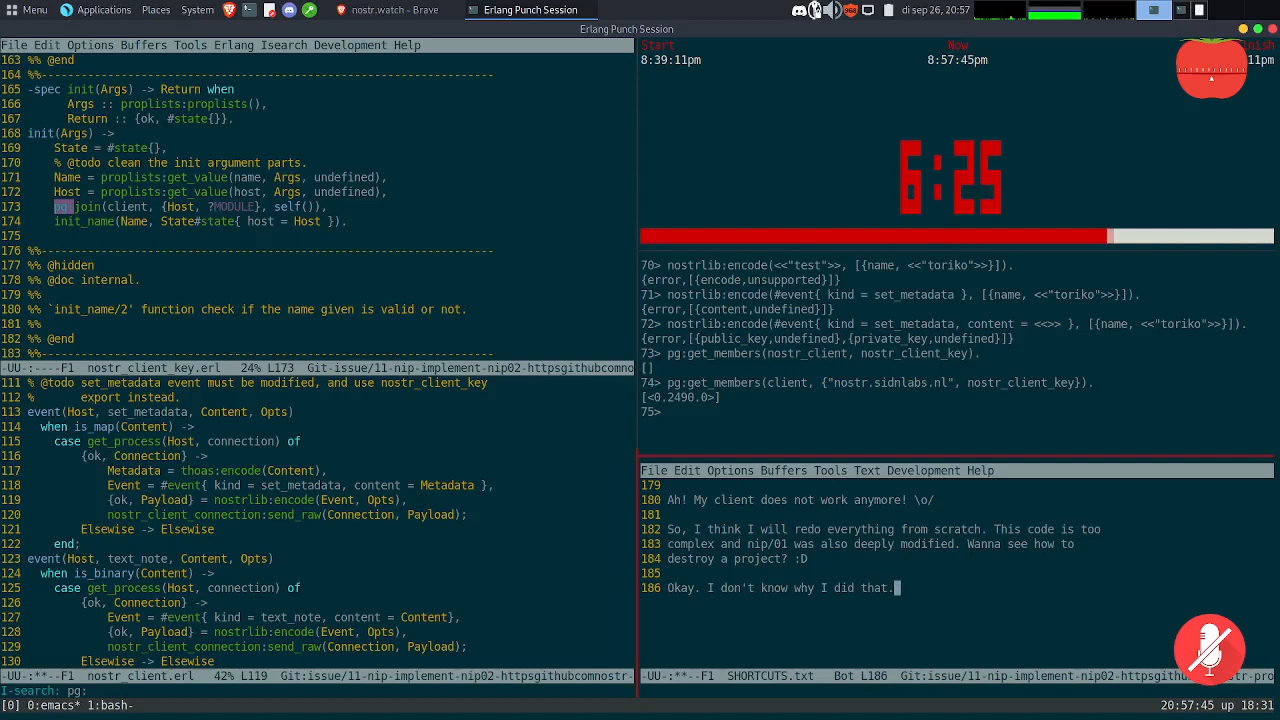 Menu Applications Places System nostr.watch - Brave Erlang Punch Session 968 di sep 26, 20:57
Erlang Punch Session
File Edit Options Buffers Tools Erlang Isearch Development Help
163 %% @end
164 %%--------------------------------------------------------------------
165 -spec init(Args) -> Return when
166       Args :: proplists:proplists(),
167       Return :: {ok, #state{}}.
168 init(Args) ->
169     State = #state{},
170     % @todo clean the init argument parts.
171     Name = proplists:get_value(name, Args, undefined),
172     Host = proplists:get_value(host, Args, undefined),
173     pg:join(client, {Host, ?MODULE}, self()),
174     init_name(Name, State#state{ host = Host }).
175
176 %%--------------------------------------------------------------------
177 %% @hidden
178 %% @doc internal.
179 %%
180 %% `init_name/2' function check if the name given is valid or not.
181 %%
182 %% @end
183 %%--------------------------------------------------------------------
-UU-:----F1  nostr_client_key.erl   24% L173  Git-issue/11-nip-implement-nip02-httpsgithubcomno
111 % @todo set_metadata event must be modified, and use nostr_client_key
112 %       export instead.
113 event(Host, set_metadata, Content, Opts)
114   when is_map(Content) ->
115     case get_process(Host, connection) of
116         {ok, Connection} ->
117             Metadata = thoas:encode(Content),
118             Event = #event{ kind = set_metadata, content = Metadata },
119             {ok, Payload} = nostrlib:encode(Event, Opts),
120             nostr_client_connection:send_raw(Connection, Payload);
121         Elsewise -> Elsewise
122     end;
123 event(Host, text_note, Content, Opts)
124   when is_binary(Content) ->
125     case get_process(Host, connection) of
126         {ok, Connection} ->
127             Event = #event{ kind = text_note, content = Content},
128             {ok, Payload} = nostrlib:encode(Event, Opts),
129             nostr_client_connection:send_raw(Connection, Payload);
130         Elsewise -> Elsewise
-UU-:**--F1  nostr_client.erl   42% L119  Git:issue/11-nip-implement-nip02-httpsgithubcomnostr-
I-search: pg:
Start Now
8:39:11pm 8:57:45pm 11pm
6:25
70> nostrlib:encode(<<"test">>, [{name, <<"toriko">>}]).
{error,[{encode,unsupported}]}
71> nostrlib:encode(#event{ kind = set_metadata }, [{name, <<"toriko">>}]).
{error,[{content,undefined}]}
72> nostrlib:encode(#event{ kind = set_metadata, content = <<>> }, [{name, <<"toriko">>}]).
{error,[{public_key,undefined},{private_key,undefined}]}
73> pg:get_members(nostr_client, nostr_client_key).
[]
74> pg:get_members(client, {"nostr.sidnlabs.nl", nostr_client_key}).
[<0.2490.0>]
75>
File Edit Options Buffers Tools Text Development Help
179
180 Ah! My client does not work anymore! \o/
181
182 So, I think I will redo everything from scratch. This code is too
183 complex and nip/01 was also deeply modified. Wanna see how to
184 destroy a project? :D
185
186 Okay. I don't know why I did that.
-UU-:**--F1  SHORTCUTS.txt   Bot L186  Git:issue/11-nip-implement-nip02-httpsgithubcomnostr-pro
[0] 0:emacs* 1:bash- 20:57:45 up 18:31